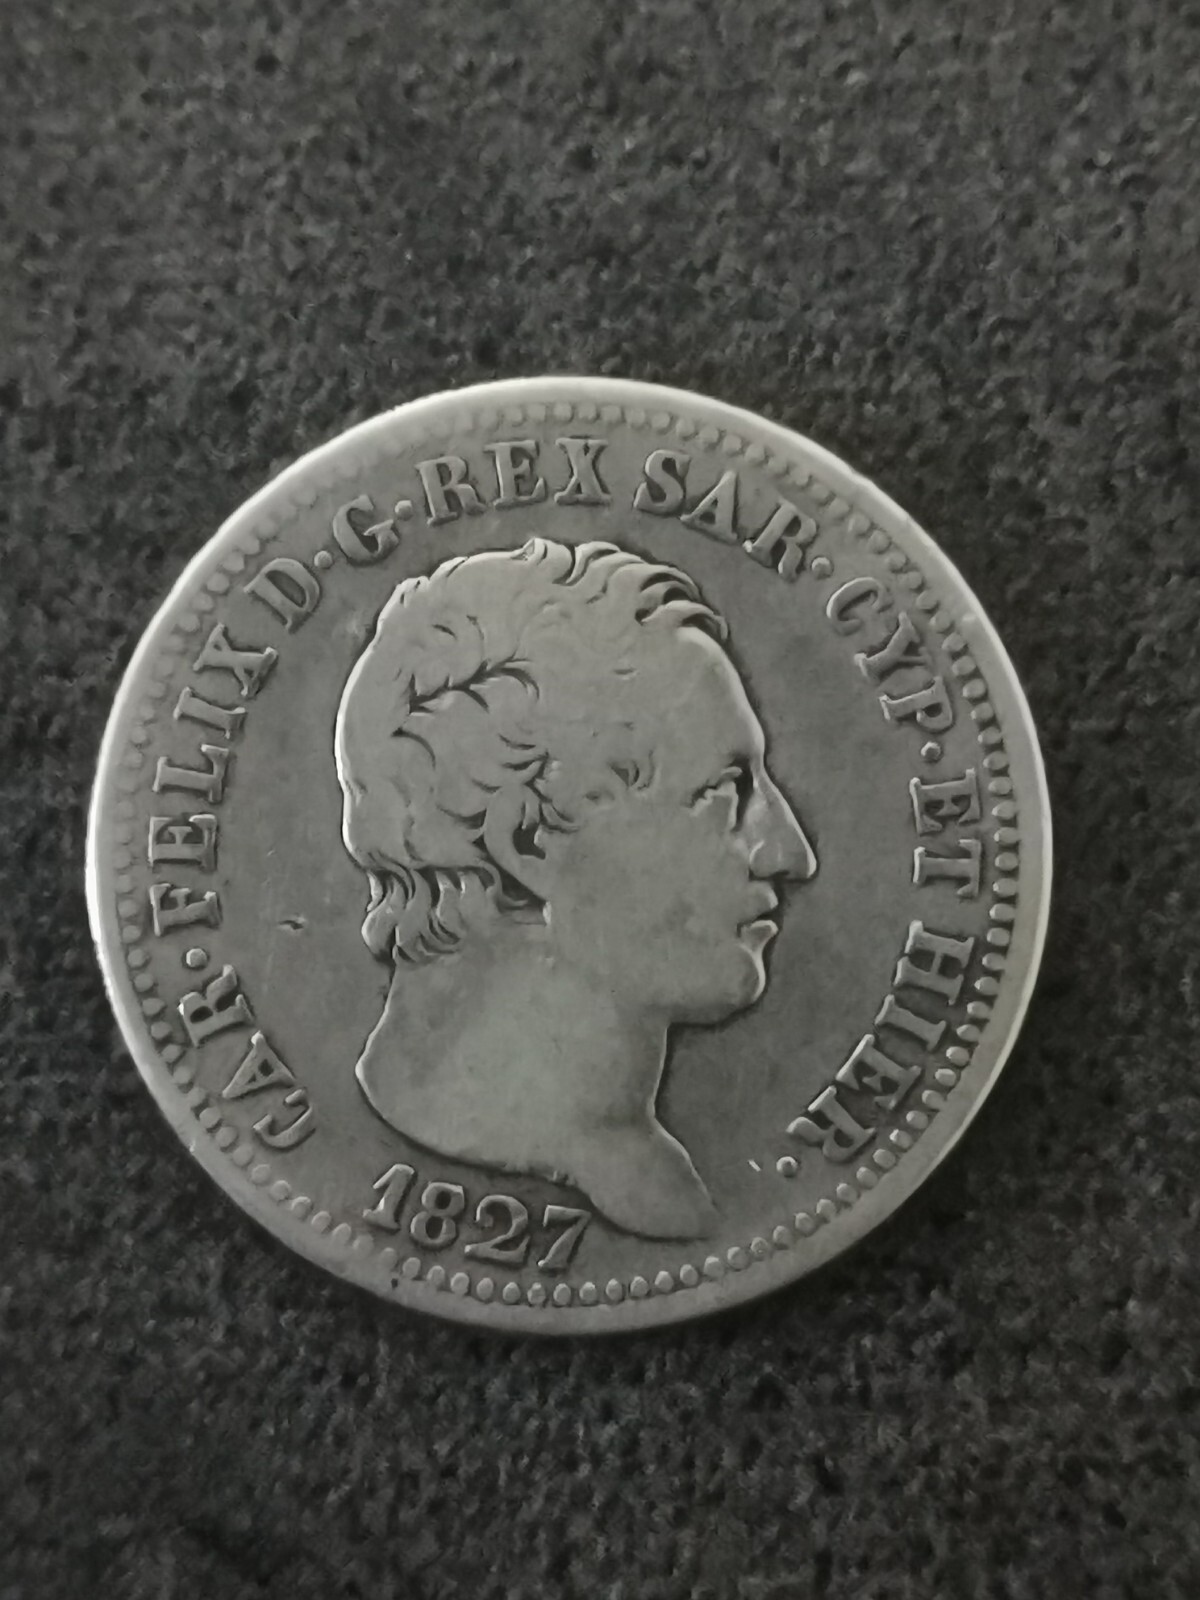 CAR·FELIX D·G·REX SAR·CYP·ET HIER·
1827